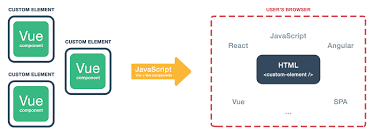 CUSTOM ELEMENT
Vue
component
CUSTOM ELEMENT
Vue
component
CUSTOM ELEMENT
Vue
component
JavaScript
USER'S BROWSER
JavaScript
React
Angular
HTML
<custom-element />
Vue
SPA
...